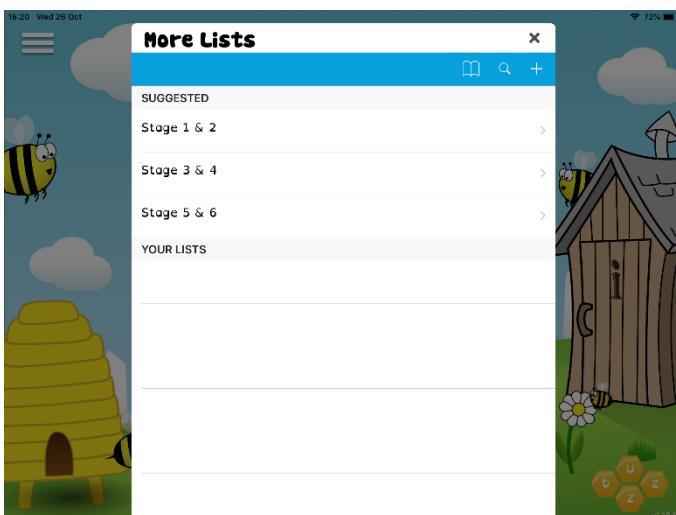 16:20 Wed 26 Oct
72%
More Lists
SUGGESTED
Stage 1 & 2
Stage 3 & 4
Stage 5 & 6
YOUR LISTS
i
b u z z